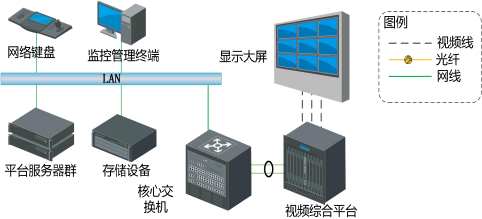 图例
视频线
光纤
网线
网络键盘
监控管理终端
显示大屏
LAN
平台服务器群
存储设备
核心交
换机
视频综合平台